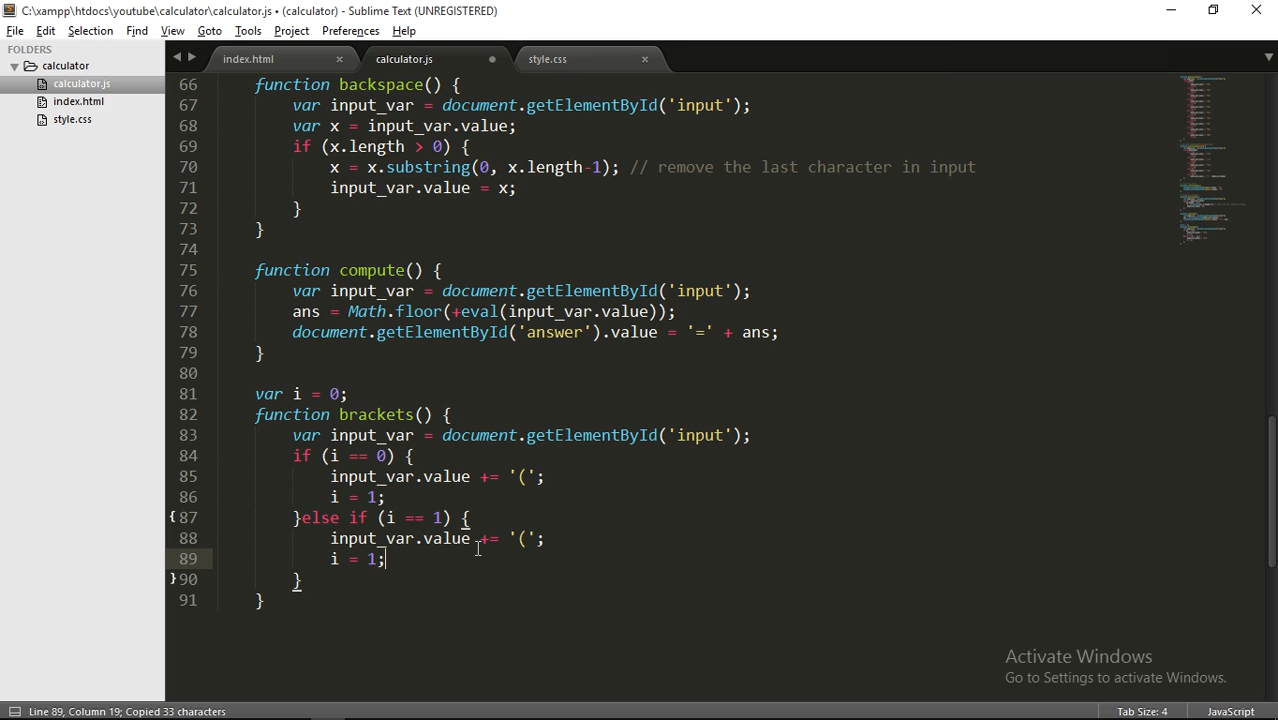 C:\xampp\htdocs\youtube\calculator\calculator.js • (calculator) - Sublime Text (UNREGISTERED)
File Edit Selection Find View Goto Tools Project Preferences Help
FOLDERS
calculator
calculator.js
index.html
style.css
index.html calculator.js style.css
66 function backspace() {
67 var input_var = document.getElementById('input');
68 var x = input_var.value;
69 if (x.length > 0) {
70 x = x.substring(0, x.length-1); // remove the last character in input
71 input_var.value = x;
72 }
73 }
74
75 function compute() {
76 var input_var = document.getElementById('input');
77 ans = Math.floor(+eval(input_var.value));
78 document.getElementById('answer').value = '=' + ans;
79 }
80
81 var i = 0;
82 function brackets() {
83 var input_var = document.getElementById('input');
84 if (i == 0) {
85 input_var.value += '(';
86 i = 1;
87 }else if (i == 1) {
88 input_var.value += '(';
89 i = 1;
90 }
91 }
Activate Windows
Go to Settings to activate Windows.
Line 89, Column 19; Copied 33 characters Tab Size: 4 JavaScript